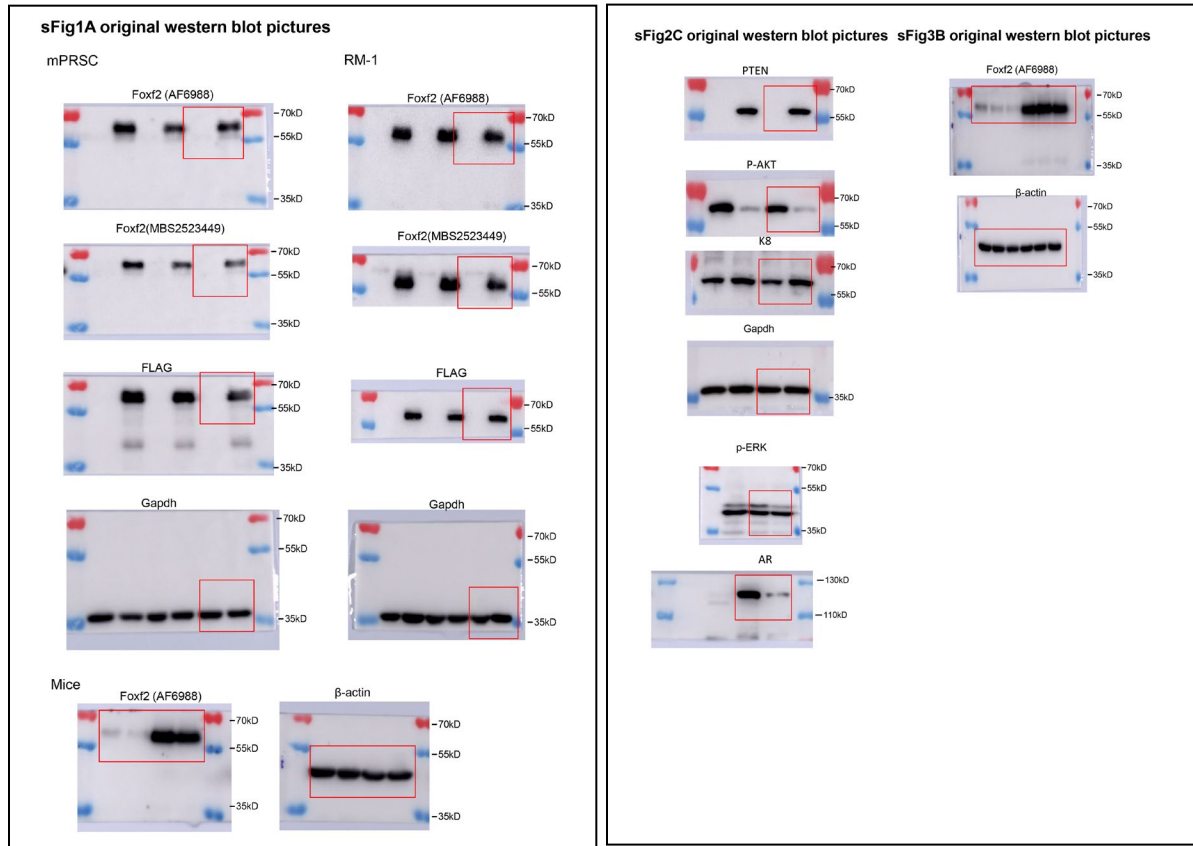 sFig1A original western blot pictures
mPRSC
RM-1
Foxf2 (AF6988)
-70kD
55kD
-35kD
Foxf2 (AF6988)
-70kD
-55kD
-35kD
Foxf2(MBS2523449)
-70kD
-55kD
-35kD
Foxf2(MBS2523449)
-70kD
-55kD
FLAG
-70kD
-55kD
-35kD
FLAG
-70kD
-55kD
Gapdh
-70kD
-55kD
-35kD
Gapdh
-70kD
-55kD
-35kD
Mice
Foxf2 (AF6988)
-70kD
-55kD
-35kD
β-actin
-70kD
-55kD
-35kD
sFig2C original western blot pictures
sFig3B original western blot pictures
PTEN
-70kD
-55kD
P-AKT
-70kD
-55kD
K8
-70kD
-55kD
Gapdh
-35kD
p-ERK
-70kD
-55kD
-35kD
AR
-130kD
-110kD
Foxf2 (AF6988)
-70kD
-55kD
-35kD
β-actin
-70kD
-55kD
-35kD